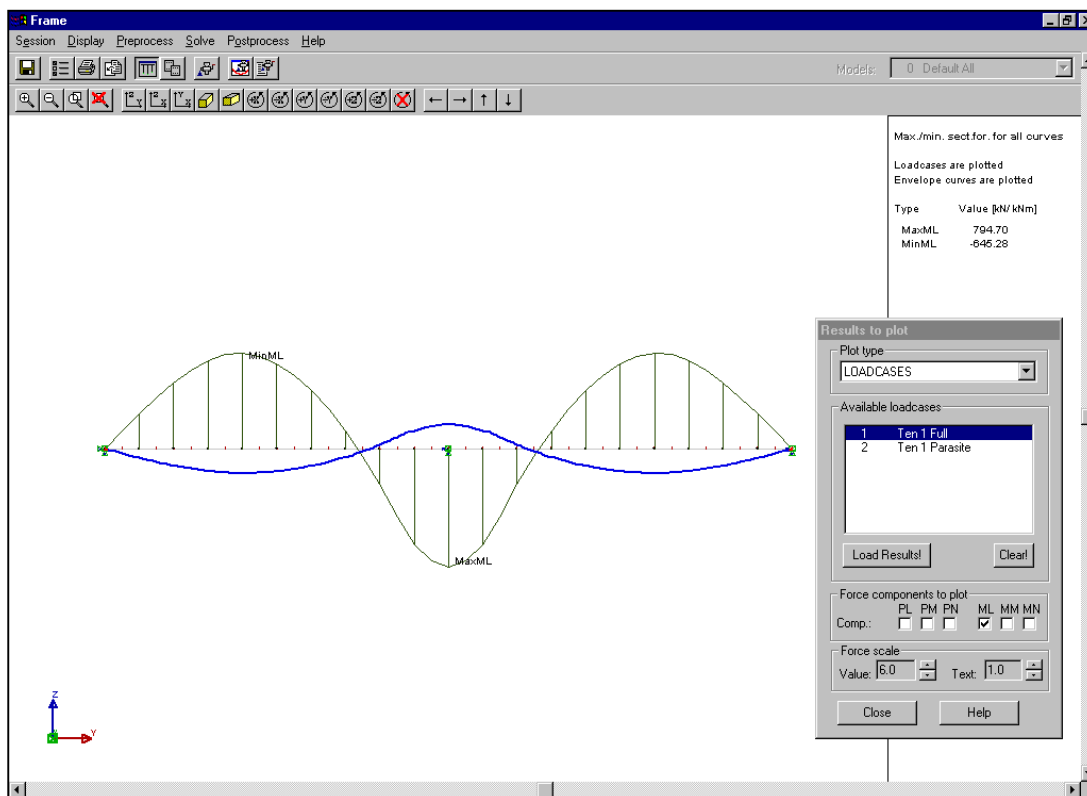 Frame
Session Display Preprocess Solve Postprocess Help
Models: 0 Default All
Max./min. sect.for. for all curves
Loadcases are plotted
Envelope curves are plotted
Type Value [kN/kNm]
MaxML 794.70
MinML -645.28
MinML
MaxML
Z
Y
Results to plot
Plot type
LOADCASES
Available loadcases
1 Ten 1 Full
2 Ten 1 Parasite
Load Results! Clear!
Force components to plot
PL PM PN ML MM MN
Comp.:
Force scale
Value: 6.0 Text: 1.0
Close Help